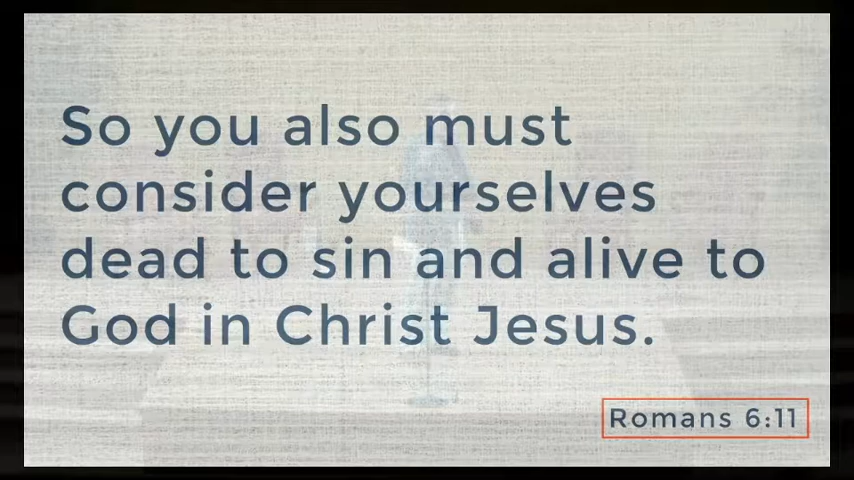 So you also must
consider yourselves
dead to sin and alive to
God in Christ Jesus.
Romans 6:11